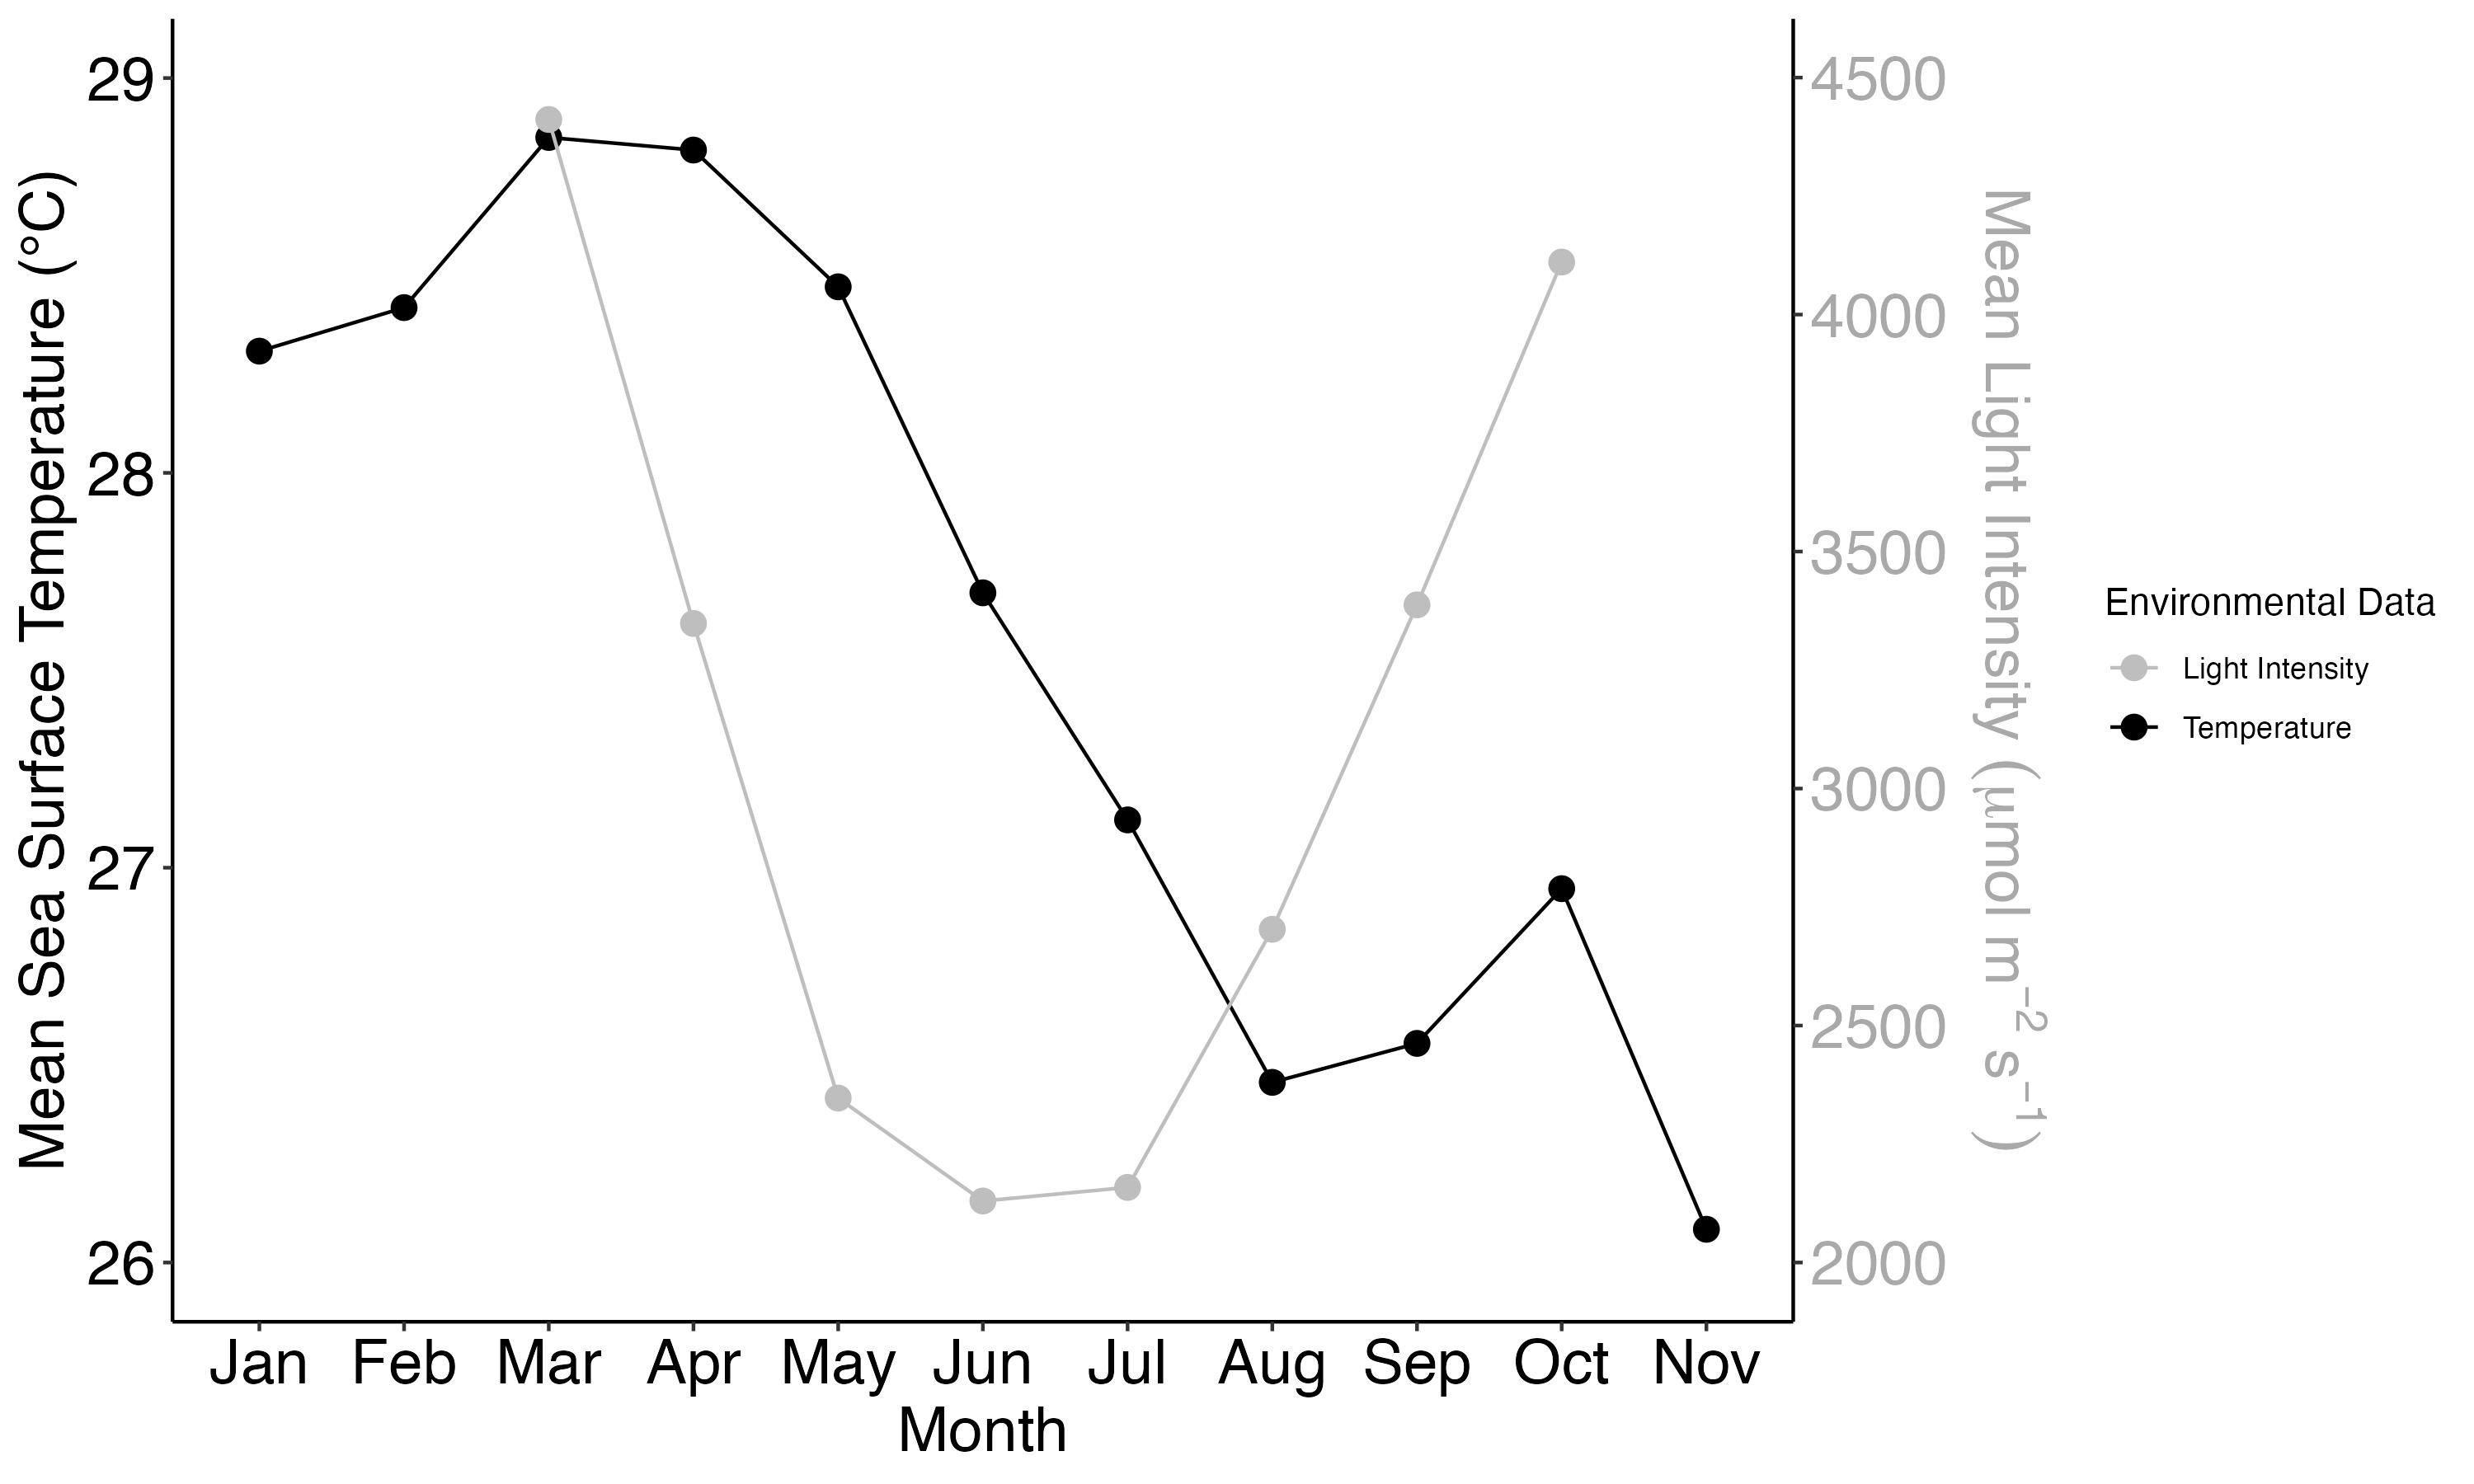 Mean Sea Surface Temperature (°C)
29
28
27
26
Jan Feb Mar Apr May Jun Jul Aug Sep Oct Nov
Month
4500
4000
3500
3000
2500
2000
Mean Light Intensity (μmol m⁻² s⁻¹)
Environmental Data
Light Intensity
Temperature